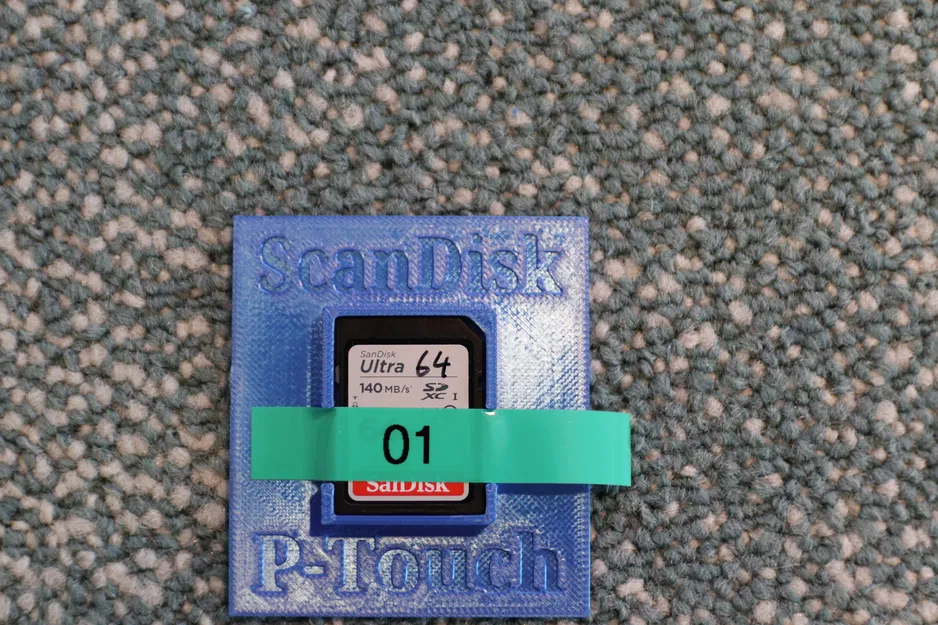 ScanDisk
SanDisk
Ultra 64
140 MB/s
SD
XC I
01
SanDisk
P-Touch